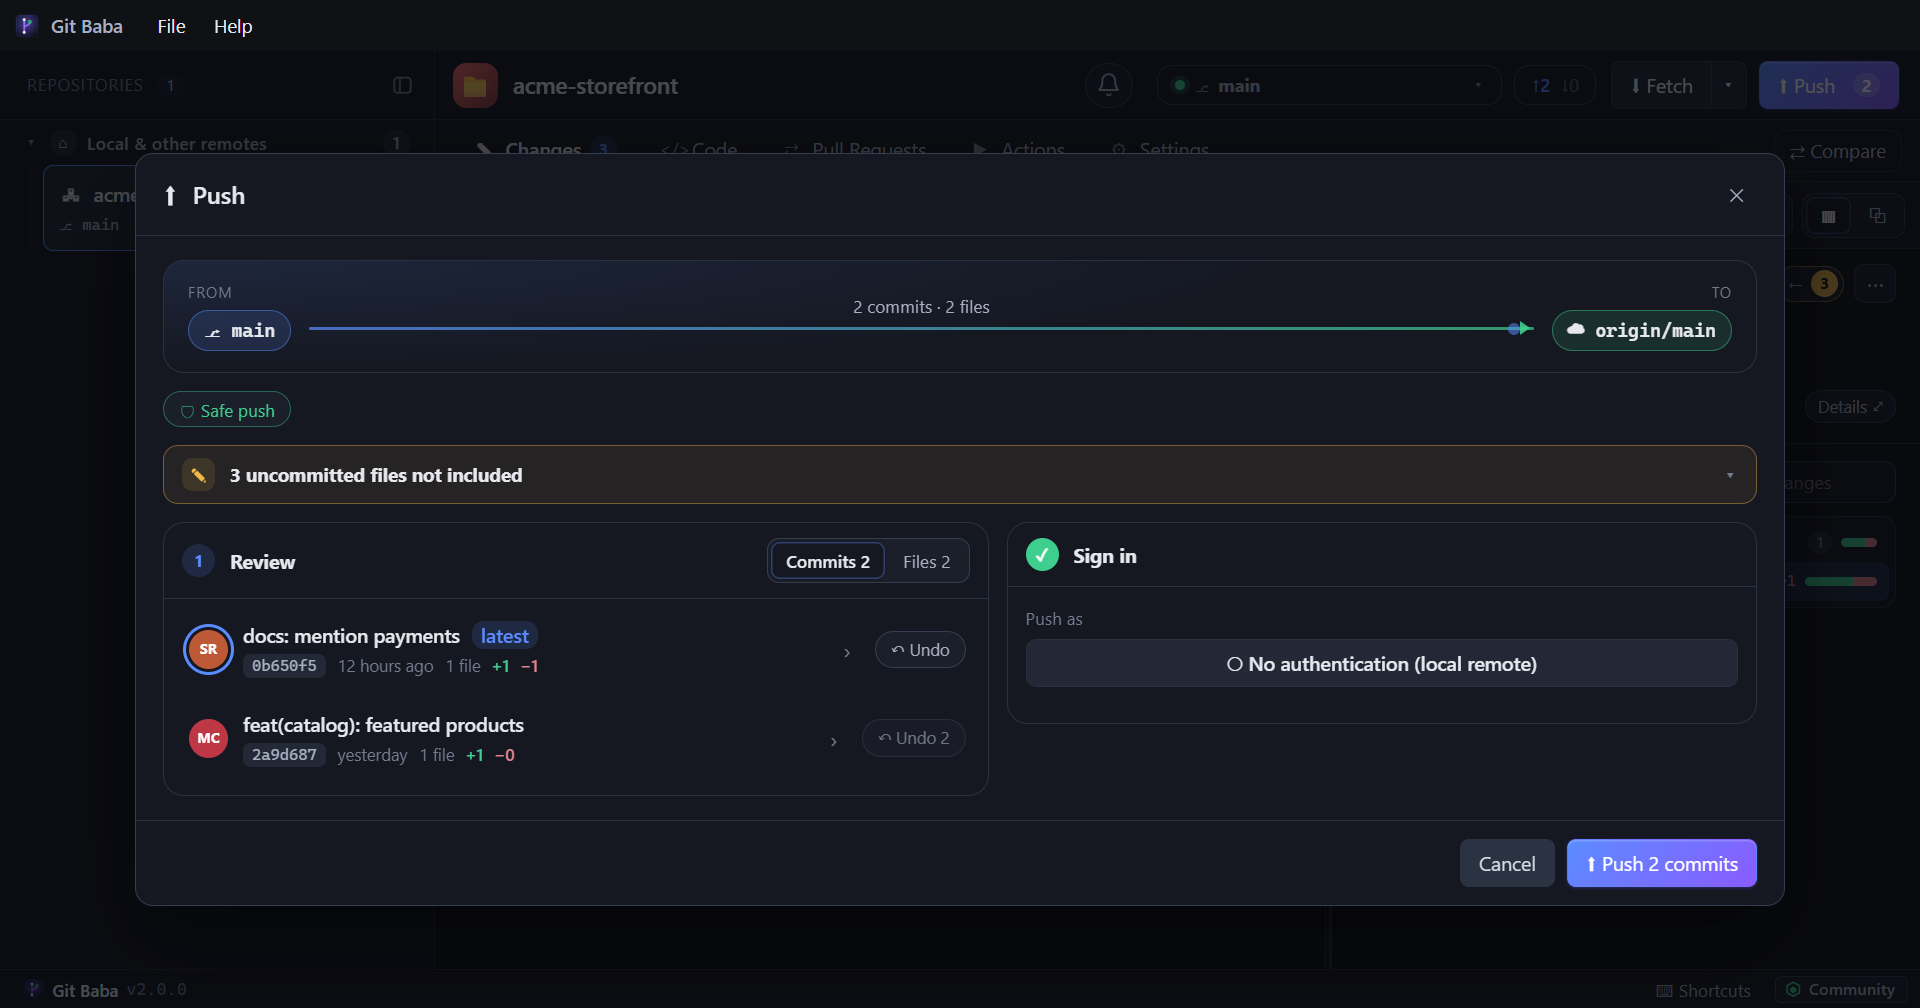 Git Baba File Help
REPOSITORIES 1
acme-storefront
main
↑2 ↓0
Fetch
Push 2
Local & other remotes 1
Changes 3
</> Code
Pull Requests
Actions
Settings
Compare
acme
main
Push
3
...
FROM
TO
2 commits · 2 files
main
origin/main
Safe push
Details
3 uncommitted files not included
anges
1 Review
Commits 2
Files 2
Sign in
1
1
SR
docs: mention payments latest
0b650f5 12 hours ago 1 file +1 −1
Undo
Push as
No authentication (local remote)
MC
feat(catalog): featured products
2a9d687 yesterday 1 file +1 −0
Undo 2
Cancel
Push 2 commits
Git Baba v2.0.0
Shortcuts
Community